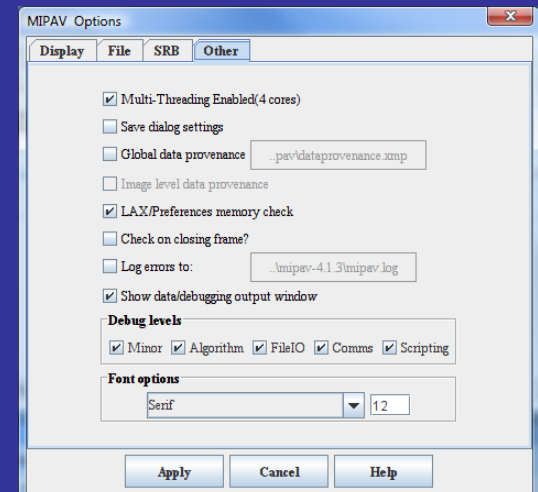 MIPAV Options
Display File SRB Other
Multi-Threading Enabled(4 cores)
Save dialog settings
Global data provenance ..pav\dataprovenance.xmp
Image level data provenance
LAX/Preferences memory check
Check on closing frame?
Log errors to: ...\mipav-4.1.3\mipav.log
Show data/debugging output window
Debug levels
Minor Algorithm FileIO Comms Scripting
Font options
Serif 12
Apply Cancel Help